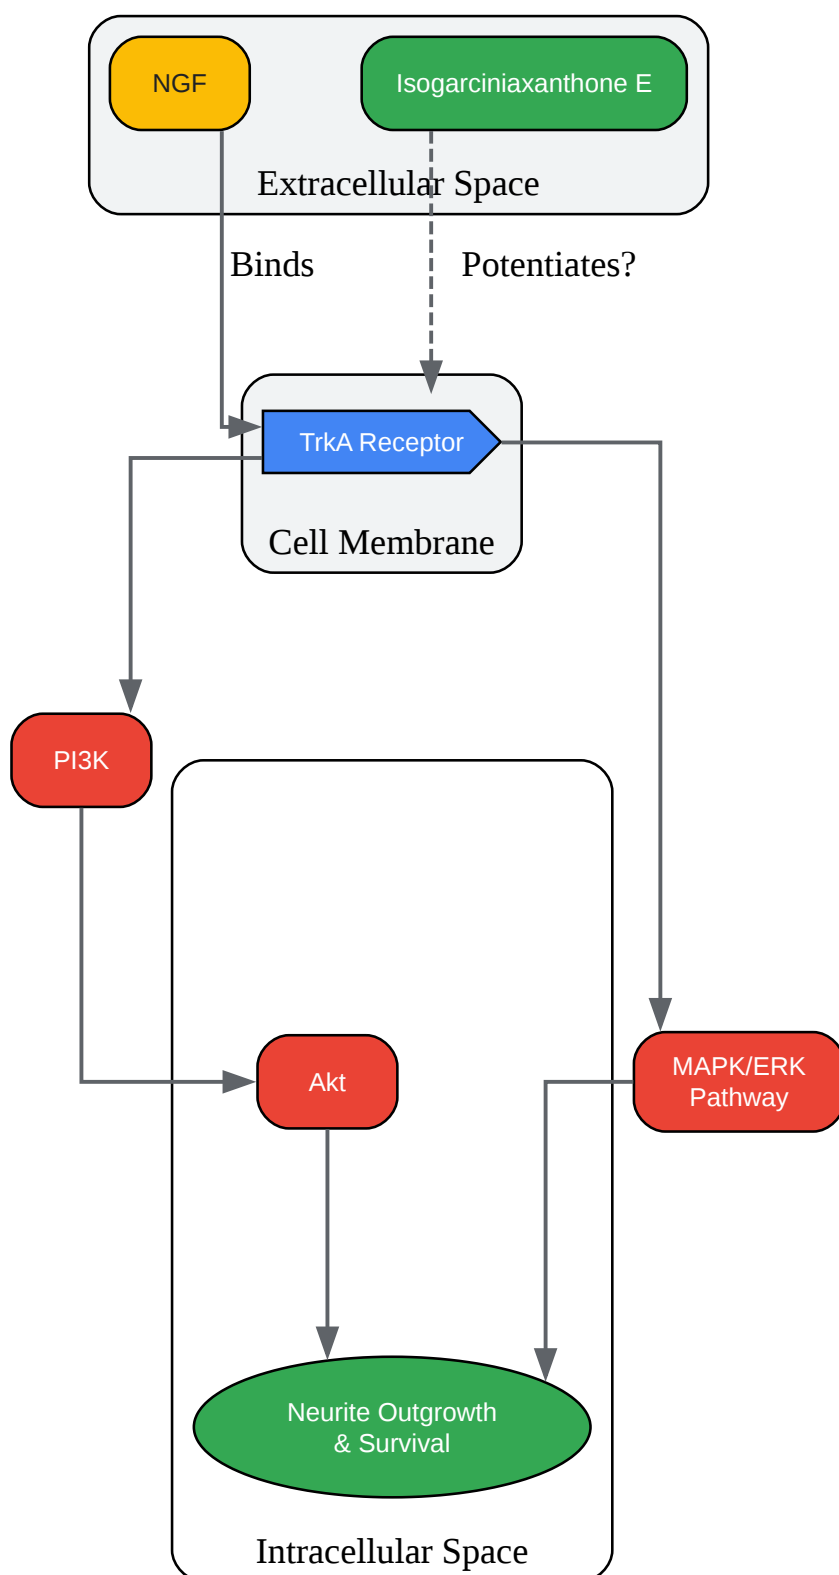 NGF
Isogarciniaxanthone E
Extracellular Space
Binds
Potentiates?
TrkA Receptor
Cell Membrane
PI3K
Akt
MAPK/ERK
Pathway
Neurite Outgrowth
& Survival
Intracellular Space